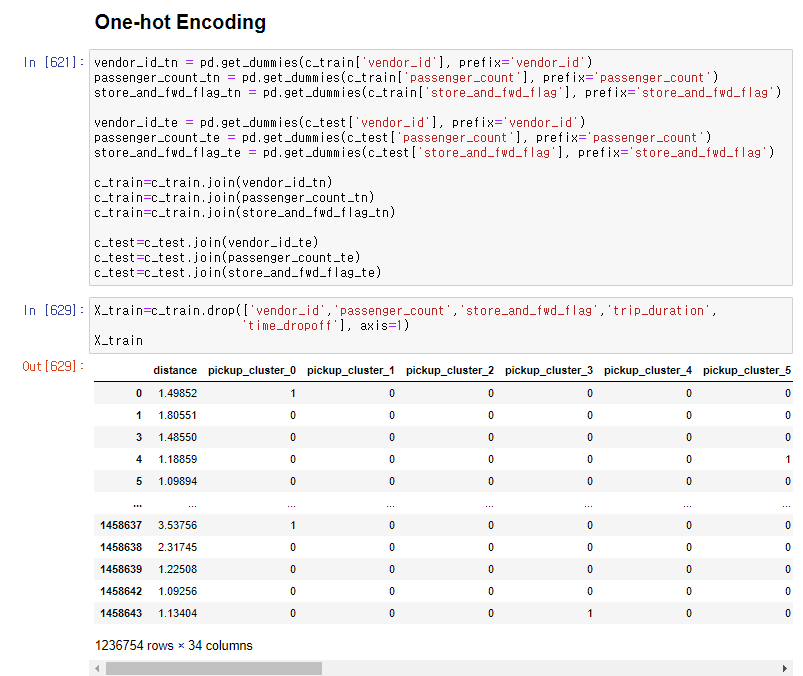 One-hot Encoding
In [621]:
vendor_id_tn = pd.get_dummies(c_train['vendor_id'], prefix='vendor_id')
passenger_count_tn = pd.get_dummies(c_train['passenger_count'], prefix='passenger_count')
store_and_fwd_flag_tn = pd.get_dummies(c_train['store_and_fwd_flag'], prefix='store_and_fwd_flag')
vendor_id_te = pd.get_dummies(c_test['vendor_id'], prefix='vendor_id')
passenger_count_te = pd.get_dummies(c_test['passenger_count'], prefix='passenger_count')
store_and_fwd_flag_te = pd.get_dummies(c_test['store_and_fwd_flag'], prefix='store_and_fwd_flag')
c_train=c_train.join(vendor_id_tn)
c_train=c_train.join(passenger_count_tn)
c_train=c_train.join(store_and_fwd_flag_tn)
c_test=c_test.join(vendor_id_te)
c_test=c_test.join(passenger_count_te)
c_test=c_test.join(store_and_fwd_flag_te)
In [629]:
X_train=c_train.drop(['vendor_id','passenger_count','store_and_fwd_flag','trip_duration',
'time_dropoff'], axis=1)
X_train
Out[629]:
distance pickup_cluster_0 pickup_cluster_1 pickup_cluster_2 pickup_cluster_3 pickup_cluster_4 pickup_cluster_5
0 1.49852 1 0 0 0 0 0
1 1.80551 0 0 0 0 0 0
3 1.48550 0 0 0 0 0 0
4 1.18859 0 0 0 0 0 1
5 1.09894 0 0 0 0 0 0
... ... ... ... ... ... ... ...
1458637 3.53756 1 0 0 0 0 0
1458638 2.31745 0 0 0 0 0 0
1458639 1.22508 0 0 0 0 0 0
1458642 1.09256 0 0 0 0 0 0
1458643 1.13404 0 0 0 1 0 0
1236754 rows × 34 columns